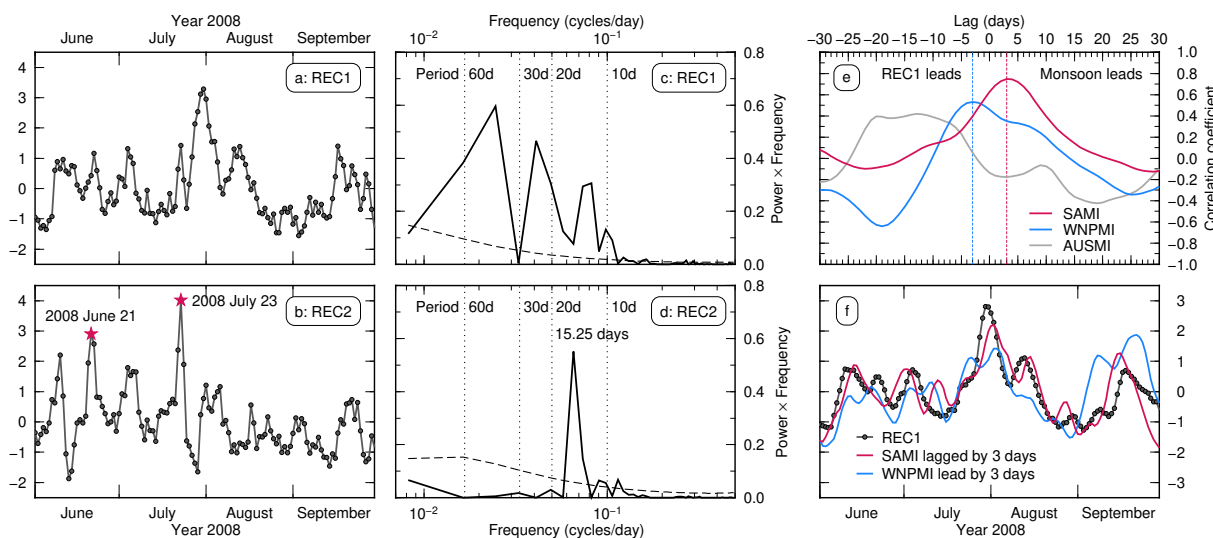 Year 2008
June July August September
a: REC1
4
3
2
1
0
−1
−2
b: REC2
2008 July 23
2008 June 21
4
3
2
1
0
−1
−2
June July August September
Year 2008
Frequency (cycles/day)
10⁻² 10⁻¹
Period 60d 30d 20d 10d
c: REC1
0.8
0.6
0.4
0.2
0.0
Power × Frequency
Period 60d 30d 20d 10d
d: REC2
15.25 days
0.8
0.6
0.4
0.2
0.0
Power × Frequency
10⁻² 10⁻¹
Frequency (cycles/day)
Lag (days)
−30 −25 −20 −15 −10 −5 0 5 10 15 20 25 30
e
REC1 leads Monsoon leads
SAMI
WNPMI
AUSMI
1.0
0.8
0.6
0.4
0.2
0.0
−0.2
−0.4
−0.6
−0.8
−1.0
Correlation coefficient
f
3
2
1
0
−1
−2
−3
REC1
SAMI lagged by 3 days
WNPMI lead by 3 days
June July August September
Year 2008